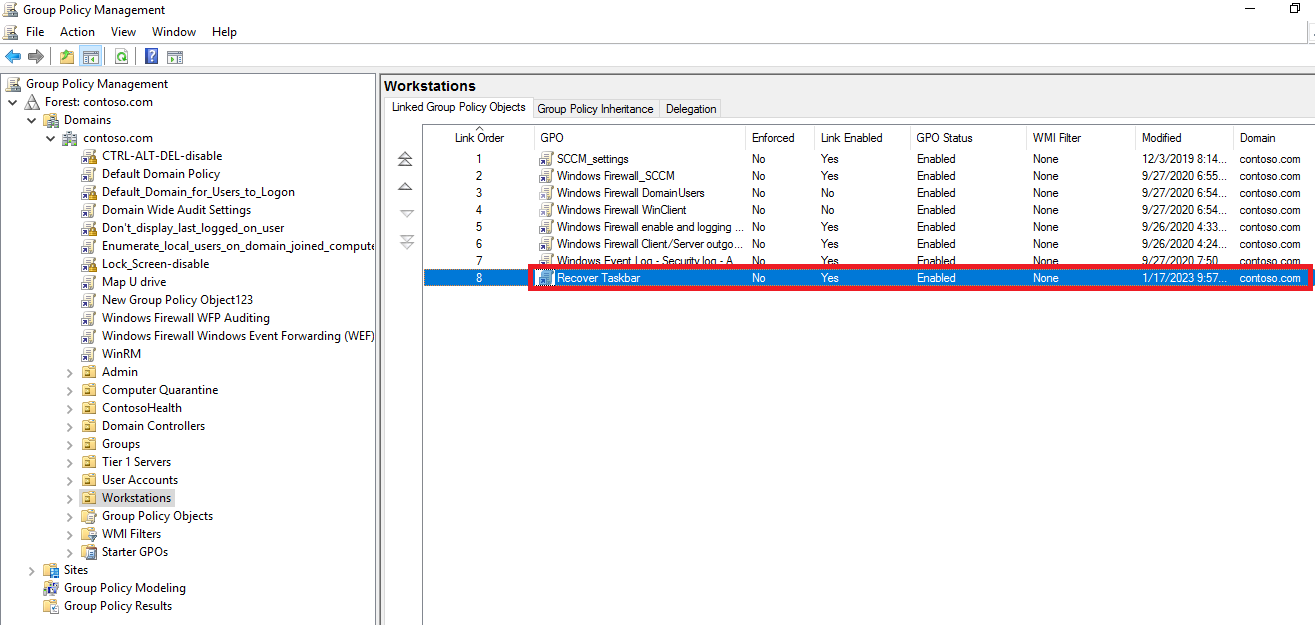 Group Policy Management
File Action View Window Help
Group Policy Management
Forest: contoso.com
Domains
contoso.com
CTRL-ALT-DEL-disable
Default Domain Policy
Default_Domain_for_Users_to_Logon
Domain Wide Audit Settings
Don't_display_last_logged_on_user
Enumerate_local_users_on_domain_joined_compute
Lock_Screen-disable
Map U drive
New Group Policy Object123
Windows Firewall WFP Auditing
Windows Firewall Windows Event Forwarding (WEF)
WinRM
Admin
Computer Quarantine
ContosoHealth
Domain Controllers
Groups
Tier 1 Servers
User Accounts
Workstations
Group Policy Objects
WMI Filters
Starter GPOs
Sites
Group Policy Modeling
Group Policy Results
Workstations
Linked Group Policy Objects Group Policy Inheritance Delegation
Link Order GPO Enforced Link Enabled GPO Status WMI Filter Modified Domain
1 SCCM_settings No Yes Enabled None 12/3/2019 8:14... contoso.com
2 Windows Firewall_SCCM No Yes Enabled None 9/27/2020 6:55... contoso.com
3 Windows Firewall DomainUsers No No Enabled None 9/27/2020 6:54... contoso.com
4 Windows Firewall WinClient No No Enabled None 9/27/2020 6:54... contoso.com
5 Windows Firewall enable and logging ... No Yes Enabled None 9/26/2020 4:33... contoso.com
6 Windows Firewall Client/Server outgo... No Yes Enabled None 9/26/2020 4:24... contoso.com
7 Windows Event Log - Security log - A No Yes Enabled None 9/27/2020 7:50 contoso.com
8 Recover Taskbar No Yes Enabled None 1/17/2023 9:57... contoso.com